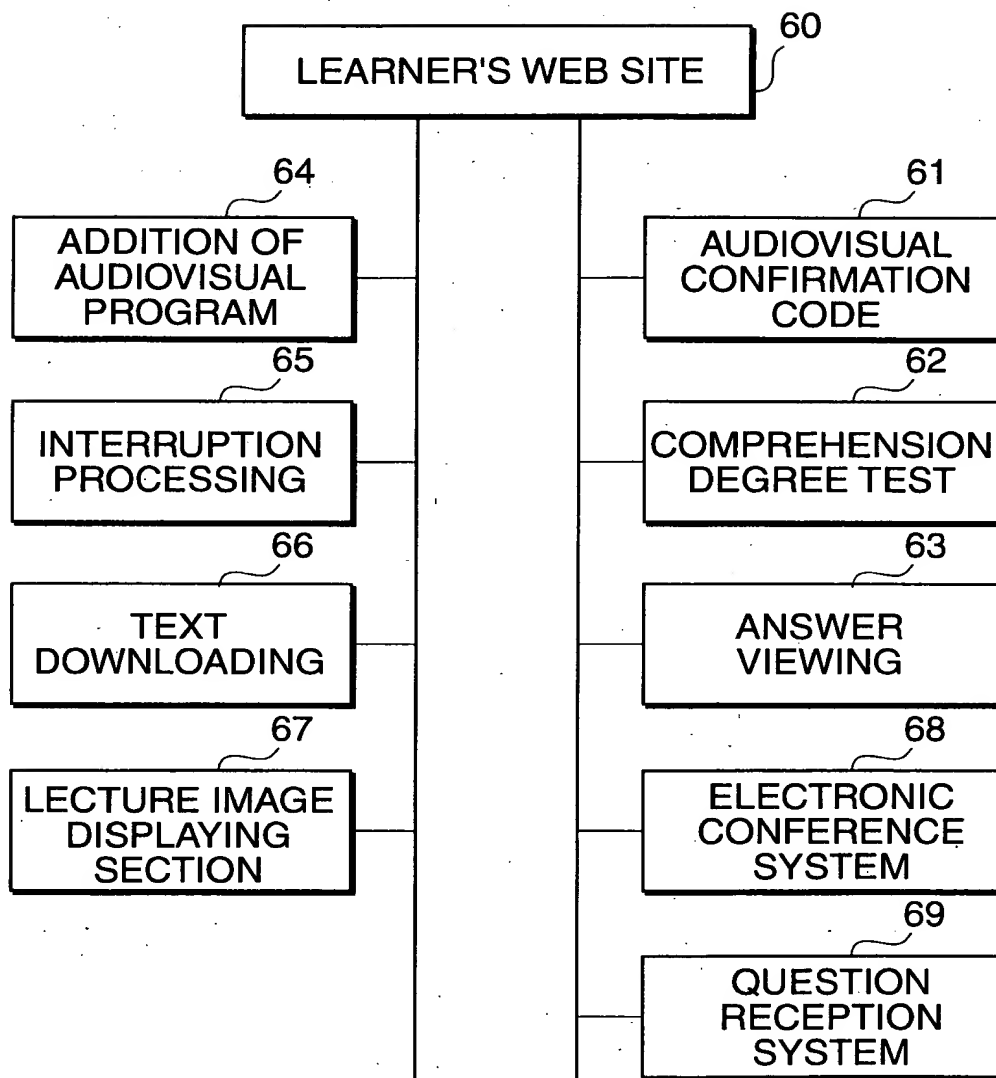 60
LEARNER'S WEB SITE
64
ADDITION OF
AUDIOVISUAL
PROGRAM
61
AUDIOVISUAL
CONFIRMATION
CODE
65
INTERRUPTION
PROCESSING
62
COMPREHENSION
DEGREE TEST
66
TEXT
DOWNLOADING
63
ANSWER
VIEWING
67
LECTURE IMAGE
DISPLAYING
SECTION
68
ELECTRONIC
CONFERENCE
SYSTEM
69
QUESTION
RECEPTION
SYSTEM